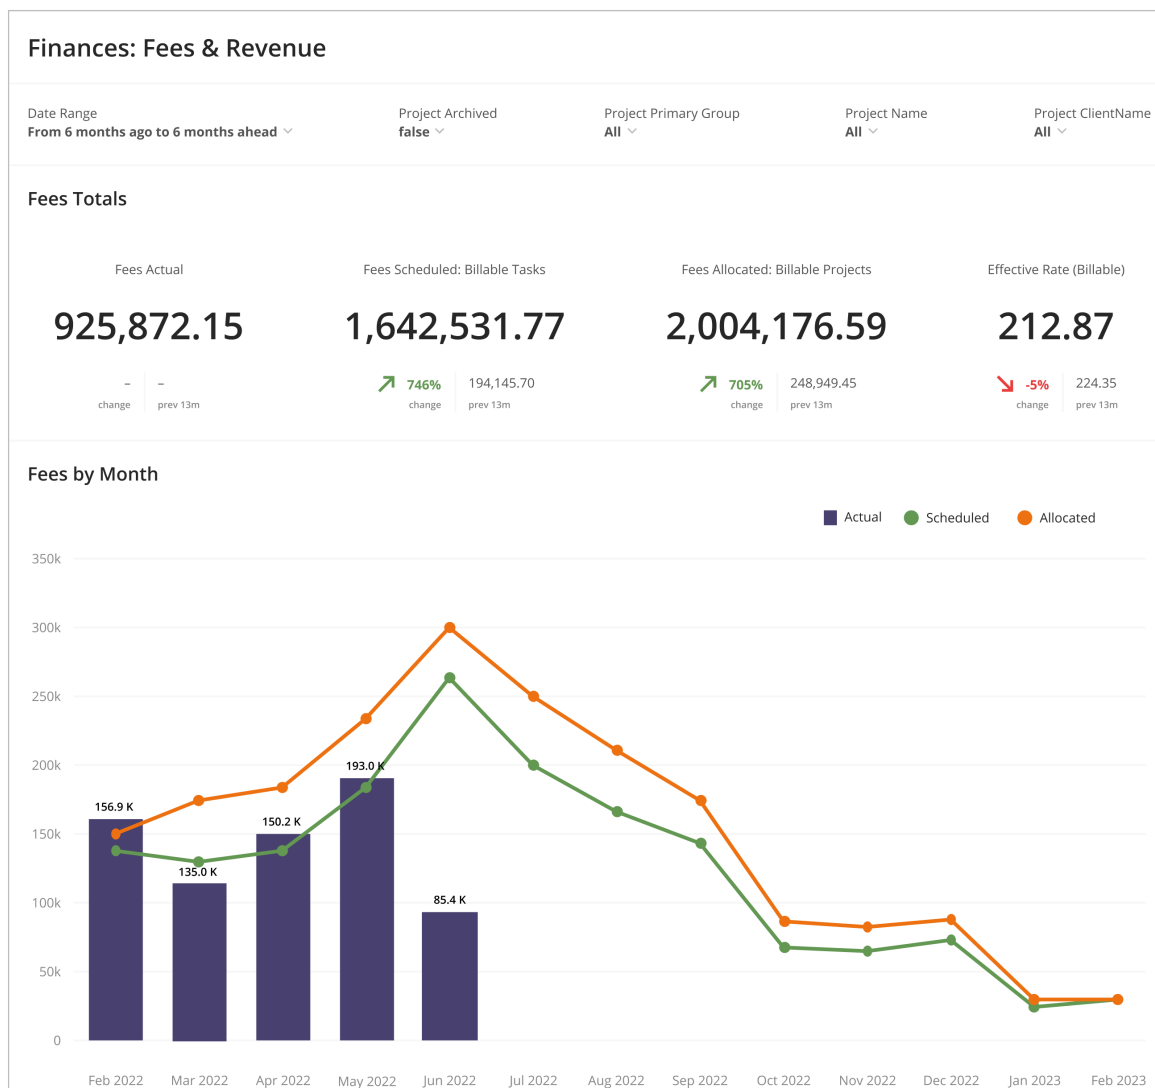 Finances: Fees & Revenue
Date Range
From 6 months ago to 6 months ahead
Project Archived
false
Project Primary Group
All
Project Name
All
Project ClientName
All
Fees Totals
Fees Actual
925,872.15
– –
change prev 13m
Fees Scheduled: Billable Tasks
1,642,531.77
746% 194,145.70
change prev 13m
Fees Allocated: Billable Projects
2,004,176.59
705% 248,949.45
change prev 13m
Effective Rate (Billable)
212.87
-5% 224.35
change prev 13m
Fees by Month
Actual Scheduled Allocated
350k
300k
250k
200k
150k
100k
50k
0
156.9 K
135.0 K
150.2 K
193.0 K
85.4 K
Feb 2022 Mar 2022 Apr 2022 May 2022 Jun 2022 Jul 2022 Aug 2022 Sep 2022 Oct 2022 Nov 2022 Dec 2022 Jan 2023 Feb 2023